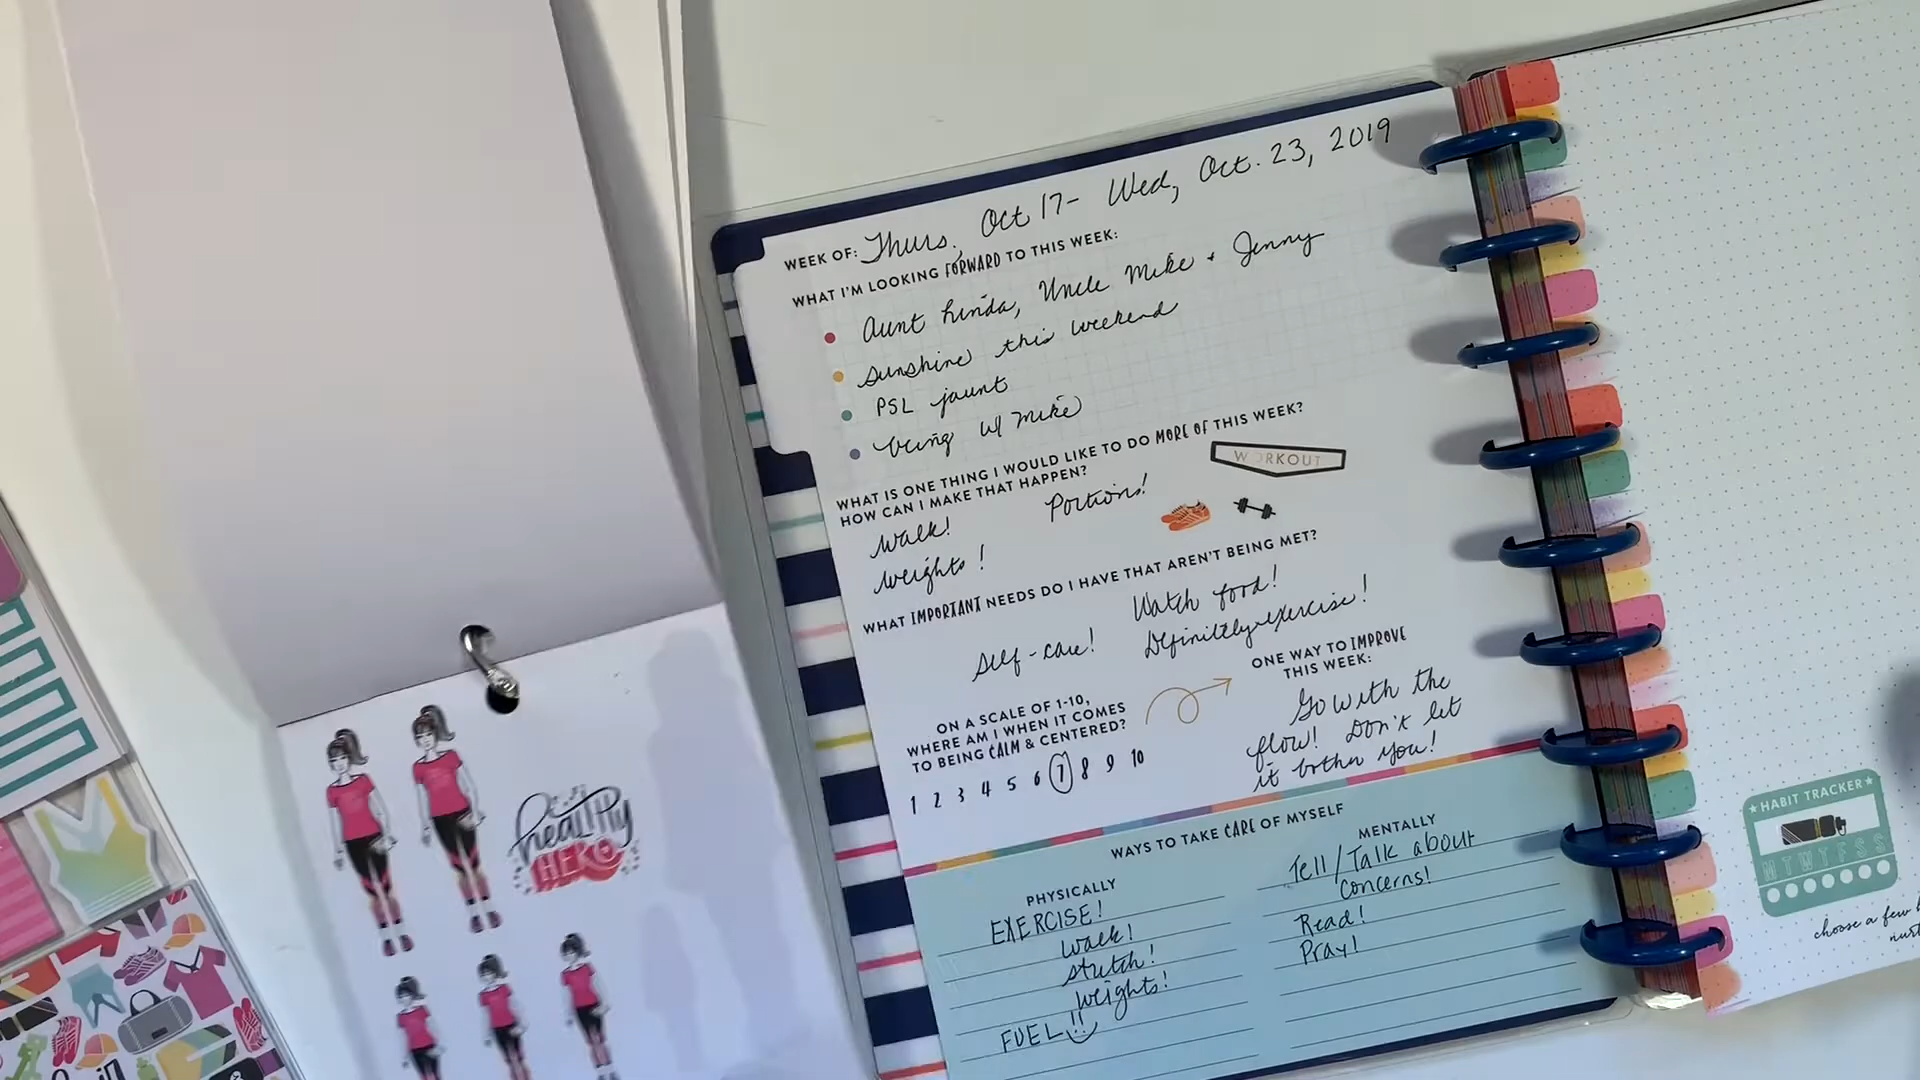 WEEK OF: Thurs, Oct 17- Wed, Oct. 23, 2019
WHAT I'M LOOKING FORWARD TO THIS WEEK:
Aunt Linda, Uncle Mike + Jenny
sunshine this weekend
PSL jaunt
being w/ Mike
WHAT IS ONE THING I WOULD LIKE TO DO MORE OF THIS WEEK?
HOW CAN I MAKE THAT HAPPEN?
WORKOUT
Walk! Portions!
weights!
WHAT IMPORTANT NEEDS DO I HAVE THAT AREN'T BEING MET?
Self-care! Watch food!
Definitely exercise!
ON A SCALE OF 1-10,
WHERE AM I WHEN IT COMES
TO BEING CALM & CENTERED?
1 2 3 4 5 6 7 8 9 10
ONE WAY TO IMPROVE
THIS WEEK:
Go with the
flow! Don't let
it bother you!
WAYS TO TAKE CARE OF MYSELF
PHYSICALLY
EXERCISE!
walk!
stretch!
weights!
FUEL!!
MENTALLY
Tell/Talk about
concerns!
Read!
Pray!
healthy
HERO
HABIT TRACKER
M T W T F S S
choose a few